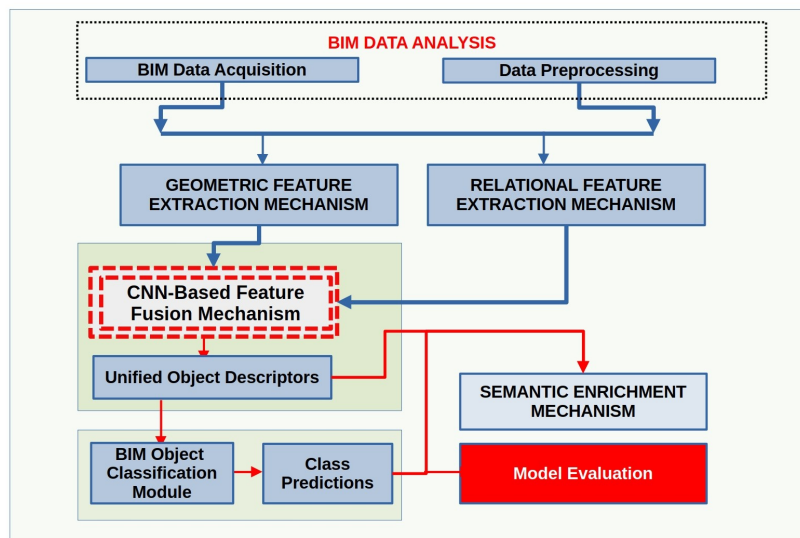 BIM DATA ANALYSIS
BIM Data Acquisition
Data Preprocessing
GEOMETRIC FEATURE
EXTRACTION MECHANISM
RELATIONAL FEATURE
EXTRACTION MECHANISM
CNN-Based Feature
Fusion Mechanism
Unified Object Descriptors
SEMANTIC ENRICHMENT
MECHANISM
BIM Object
Classification
Module
Class
Predictions
Model Evaluation